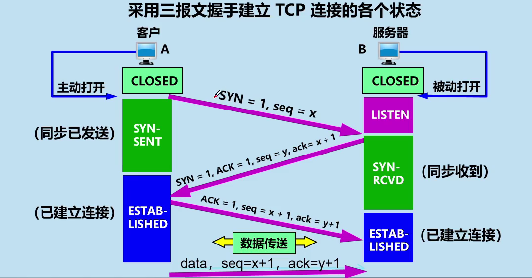 采用三报文握手建立 TCP 连接的各个状态
客户
服务器
A
B
CLOSED
CLOSED
主动打开
被动打开
SYN = 1, seq = x
LISTEN
(同步已发送)
SYN-
SENT
SYN = 1, ACK = 1, seq = y, ack= x + 1
SYN-
RCVD
(同步收到)
ACK = 1, seq = x + 1, ack = y+1
(已建立连接)
ESTAB-
LISHED
数据传送
ESTAB-
LISHED
(已建立连接)
data, seq=x+1, ack=y+1